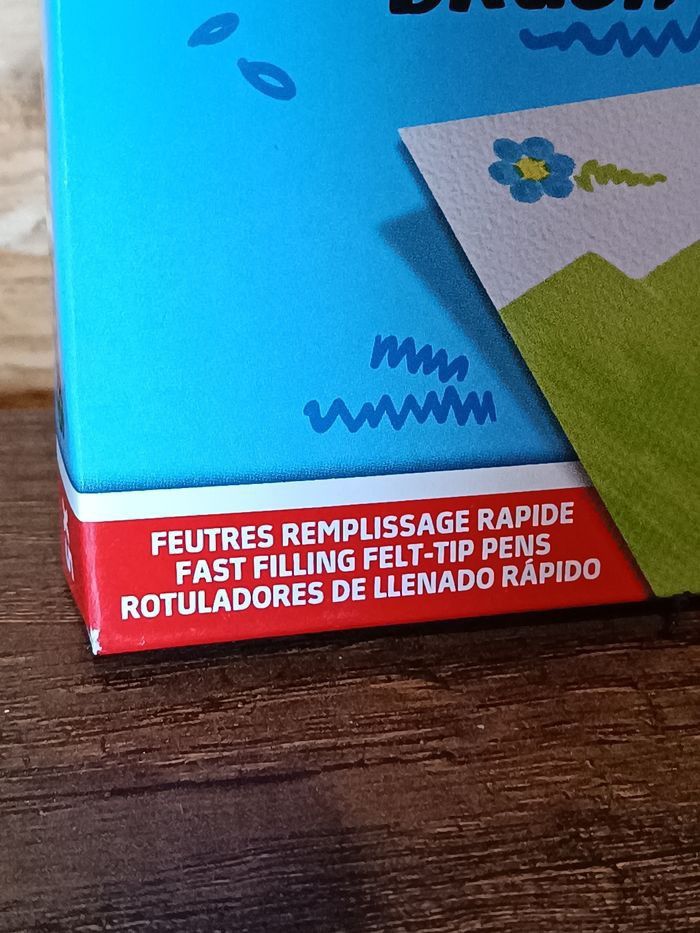 FEUTRES REMPLISSAGE RAPIDE
FAST FILLING FELT-TIP PENS
ROTULADORES DE LLENADO RÁPIDO